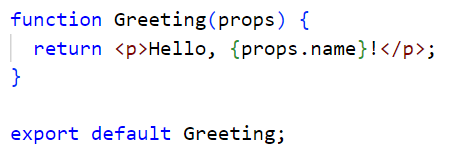 function Greeting(props) {
  return <p>Hello, {props.name}!</p>;
}

export default Greeting;